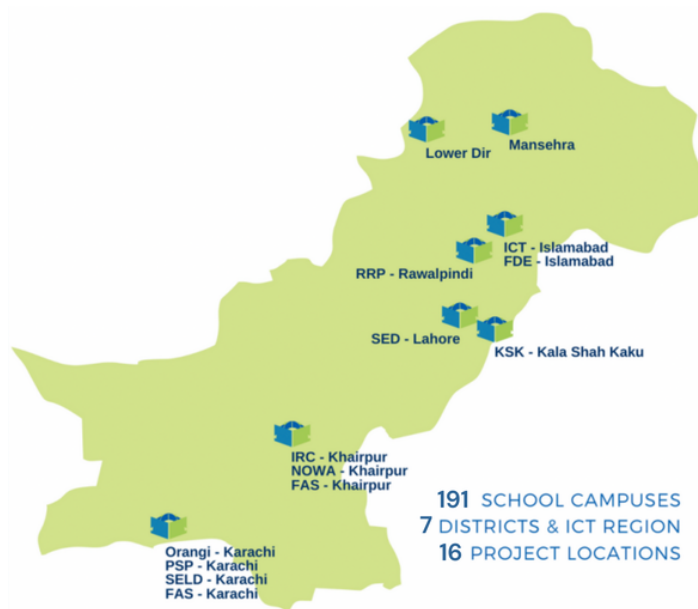 Lower Dir
Mansehra
ICT - Islamabad
FDE - Islamabad
RRP - Rawalpindi
SED - Lahore
KSK - Kala Shah Kaku
IRC - Khairpur
NOWA - Khairpur
FAS - Khairpur
191 SCHOOL CAMPUSES
7 DISTRICTS & ICT REGION
16 PROJECT LOCATIONS
Orangi - Karachi
PSP - Karachi
SELD - Karachi
FAS - Karachi